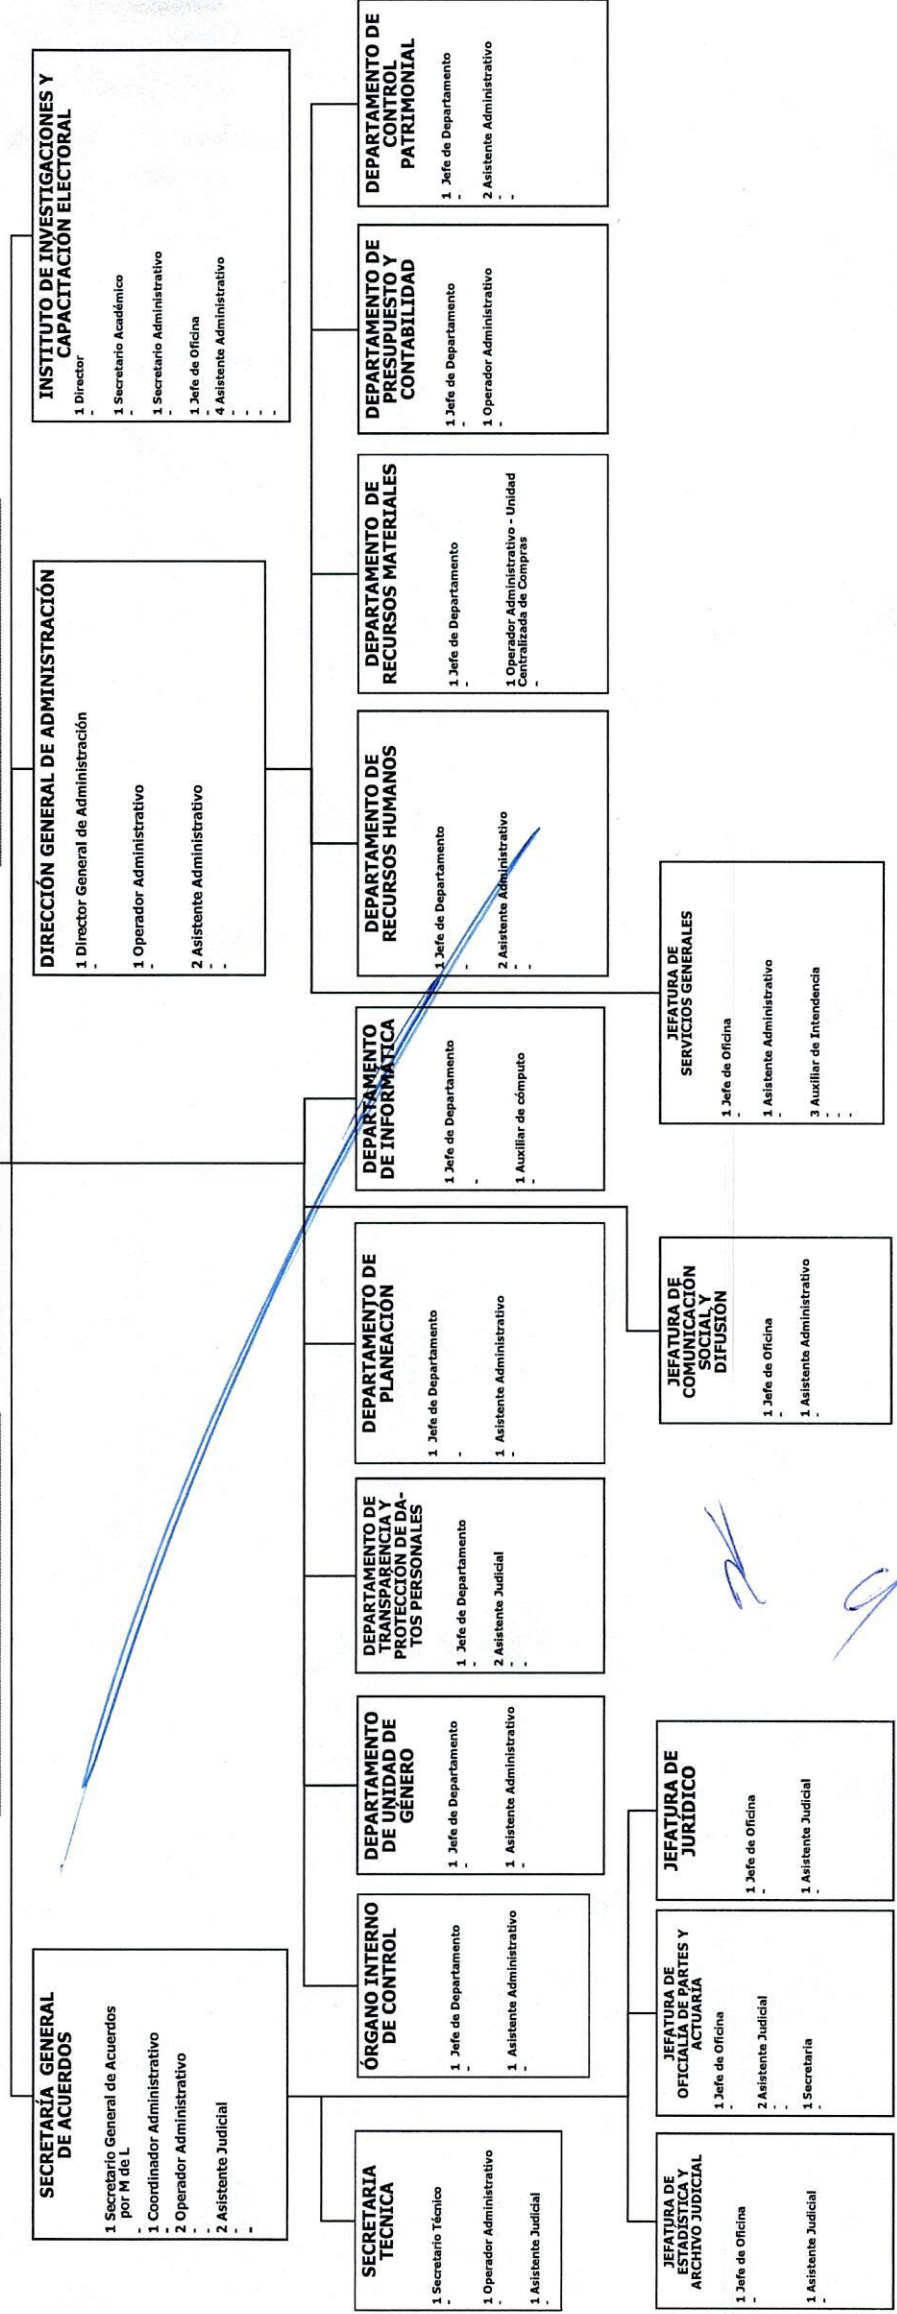 SECRETARÍA GENERAL
DE ACUERDOS
1 Secretario General de Acuerdos
por M de L
-
1 Coordinador Administrativo
-
2 Operador Administrativo
-
-
2 Asistente Judicial
-
-
DIRECCIÓN GENERAL DE ADMINISTRACIÓN
1 Director General de Administración
-
1 Operador Administrativo
-
2 Asistente Administrativo
-
-
INSTITUTO DE INVESTIGACIONES Y
CAPACITACIÓN ELECTORAL
1 Director
-
1 Secretario Académico
-
1 Secretario Administrativo
-
1 Jefe de Oficina
-
4 Asistente Administrativo
-
-
-
-
SECRETARIA
TECNICA
1 Secretario Técnico
-
1 Operador Administrativo
-
1 Asistente Judicial
-
ÓRGANO INTERNO
DE CONTROL
1 Jefe de Departamento
-
1 Asistente Administrativo
-
DEPARTAMENTO
DE UNIDAD DE
GÉNERO
1 Jefe de Departamento
-
1 Asistente Administrativo
-
DEPARTAMENTO DE
TRANSPARENCIA Y
PROTECCIÓN DE DA-
TOS PERSONALES
1 Jefe de Departamento
-
2 Asistente Judicial
-
-
DEPARTAMENTO DE
PLANEACIÓN
1 Jefe de Departamento
-
1 Asistente Administrativo
-
DEPARTAMENTO
DE INFORMÁTICA
1 Jefe de Departamento
-
1 Auxiliar de cómputo
-
DEPARTAMENTO DE
RECURSOS HUMANOS
1 Jefe de Departamento
-
2 Asistente Administrativo
-
-
DEPARTAMENTO DE
RECURSOS MATERIALES
1 Jefe de Departamento
-
1 Operador Administrativo - Unidad
Centralizada de Compras
-
DEPARTAMENTO DE
PRESUPUESTO Y
CONTABILIDAD
1 Jefe de Departamento
-
1 Operador Administrativo
-
DEPARTAMENTO DE
CONTROL
PATRIMONIAL
1 Jefe de Departamento
-
2 Asistente Administrativo
-
-
JEFATURA DE
ESTADÍSTICA Y
ARCHIVO JUDICIAL
1 Jefe de Oficina
-
1 Asistente Judicial
-
JEFATURA DE
OFICIALIA DE PARTES Y
ACTUARÍA
1 Jefe de Oficina
-
2 Asistente Judicial
-
-
1 Secretaria
-
JEFATURA DE
JURÍDICO
1 Jefe de Oficina
-
1 Asistente Judicial
-
JEFATURA DE
COMUNICACIÓN
SOCIAL Y
DIFUSIÓN
1 Jefe de Oficina
-
1 Asistente Administrativo
-
JEFATURA DE
SERVICIOS GENERALES
1 Jefe de Oficina
-
1 Asistente Administrativo
-
3 Auxiliar de Intendencia
-
-
-